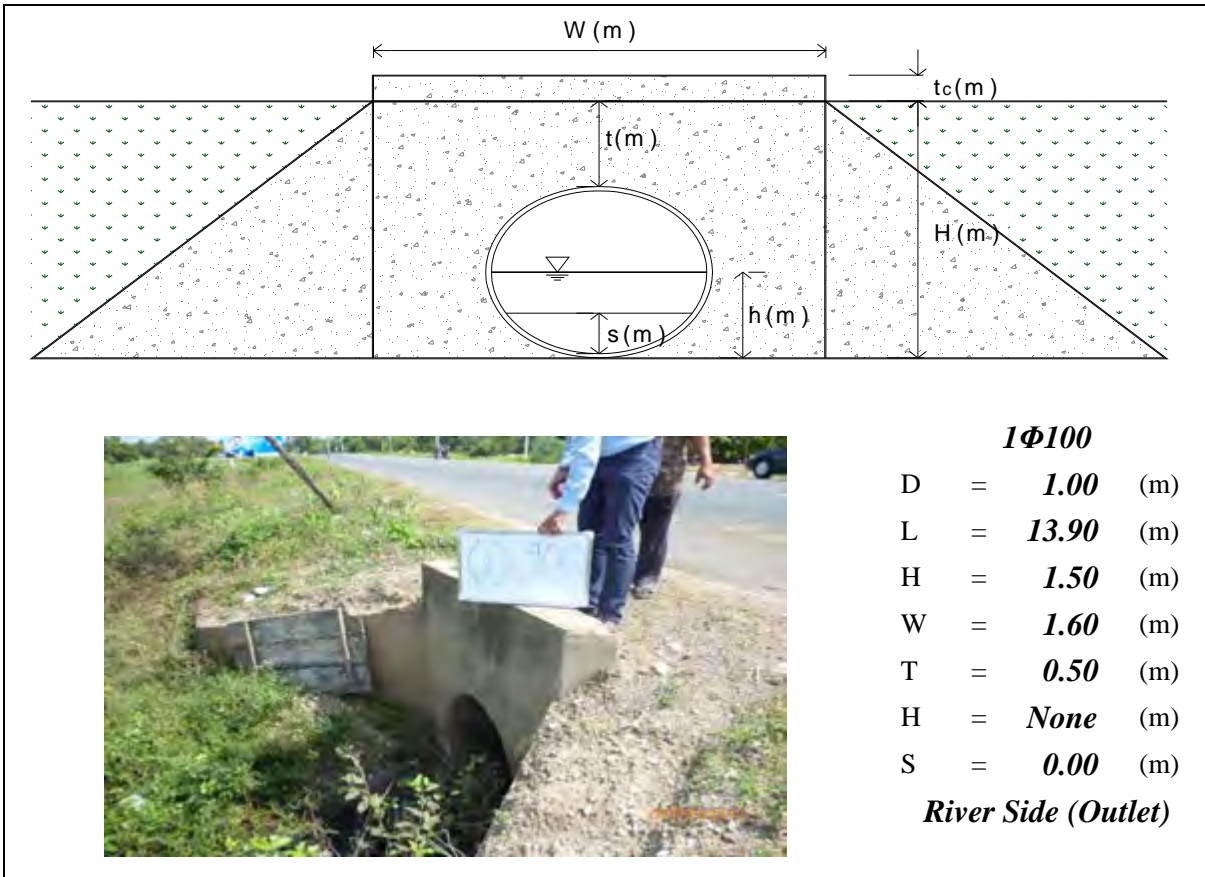 W (m)
tc(m)
t(m)
H (m)
h (m)
s (m)
1Φ100
D = 1.00 (m)
L = 13.90 (m)
H = 1.50 (m)
W = 1.60 (m)
T = 0.50 (m)
H = None (m)
S = 0.00 (m)
River Side (Outlet)